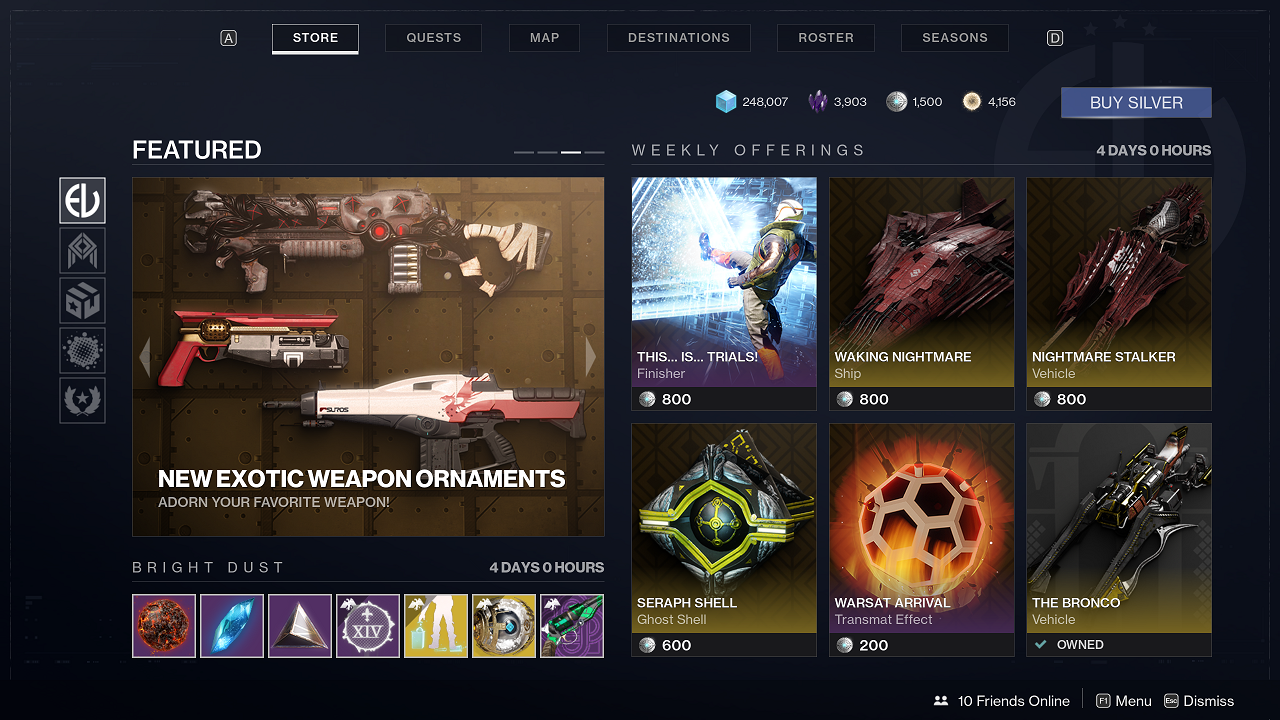 A
STORE
QUESTS
MAP
DESTINATIONS
ROSTER
SEASONS
D
248,007
3,903
1,500
4,156
BUY SILVER
FEATURED
WEEKLY OFFERINGS
4 DAYS 0 HOURS
SUROS
NEW EXOTIC WEAPON ORNAMENTS
ADORN YOUR FAVORITE WEAPON!
THIS... IS... TRIALS!
Finisher
800
WAKING NIGHTMARE
Ship
800
NIGHTMARE STALKER
Vehicle
800
SERAPH SHELL
Ghost Shell
600
WARSAT ARRIVAL
Transmat Effect
200
THE BRONCO
Vehicle
OWNED
BRIGHT DUST
4 DAYS 0 HOURS
XIV
10 Friends Online
F1 Menu
Esc Dismiss